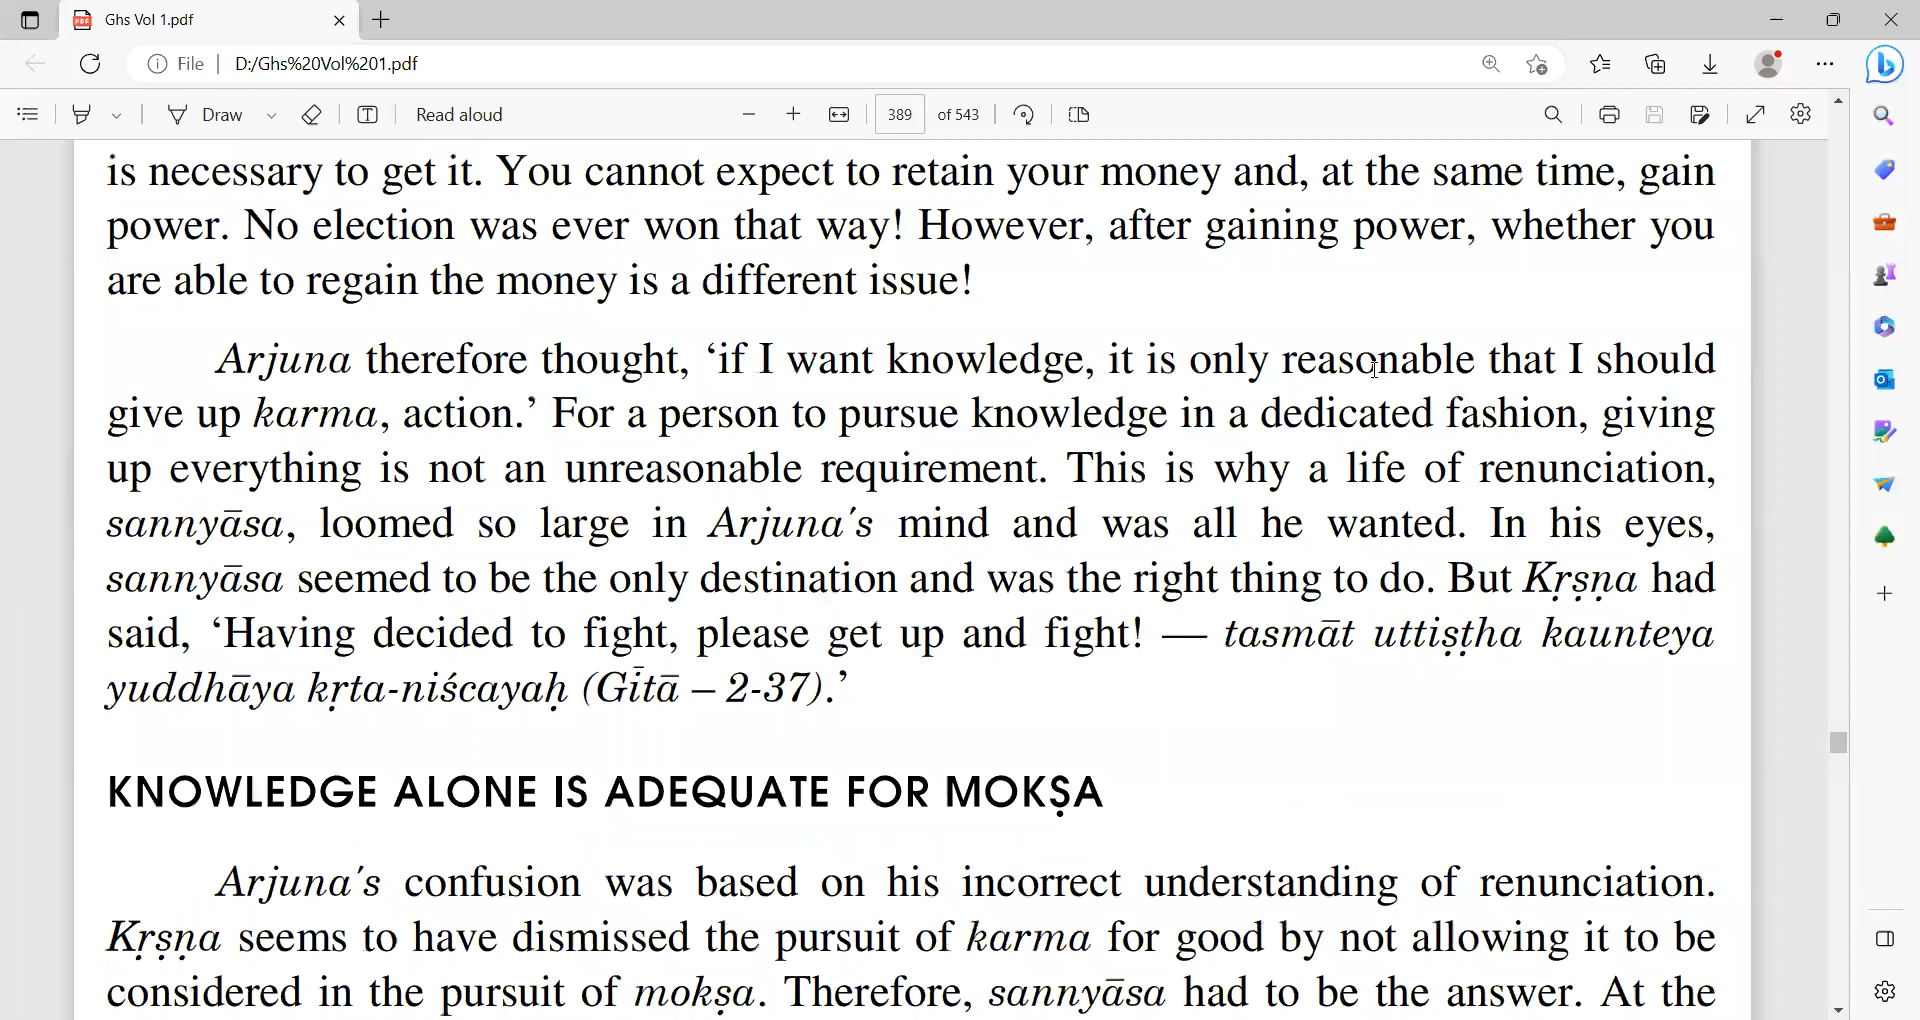 Ghs Vol 1.pdf
File D:/Ghs%20Vol%201.pdf
Draw Read aloud 389 of 543
is necessary to get it. You cannot expect to retain your money and, at the same time, gain
power. No election was ever won that way! However, after gaining power, whether you
are able to regain the money is a different issue!
Arjuna therefore thought, ‘if I want knowledge, it is only reasonable that I should
give up karma, action.’ For a person to pursue knowledge in a dedicated fashion, giving
up everything is not an unreasonable requirement. This is why a life of renunciation,
sannyāsa, loomed so large in Arjuna's mind and was all he wanted. In his eyes,
sannyāsa seemed to be the only destination and was the right thing to do. But Kṛṣṇa had
said, ‘Having decided to fight, please get up and fight! — tasmāt uttiṣṭha kaunteya
yuddhāya kṛta-niścayaḥ (Gītā – 2-37).’
KNOWLEDGE ALONE IS ADEQUATE FOR MOKṢA
Arjuna's confusion was based on his incorrect understanding of renunciation.
Kṛṣṇa seems to have dismissed the pursuit of karma for good by not allowing it to be
considered in the pursuit of mokṣa. Therefore, sannyāsa had to be the answer. At the